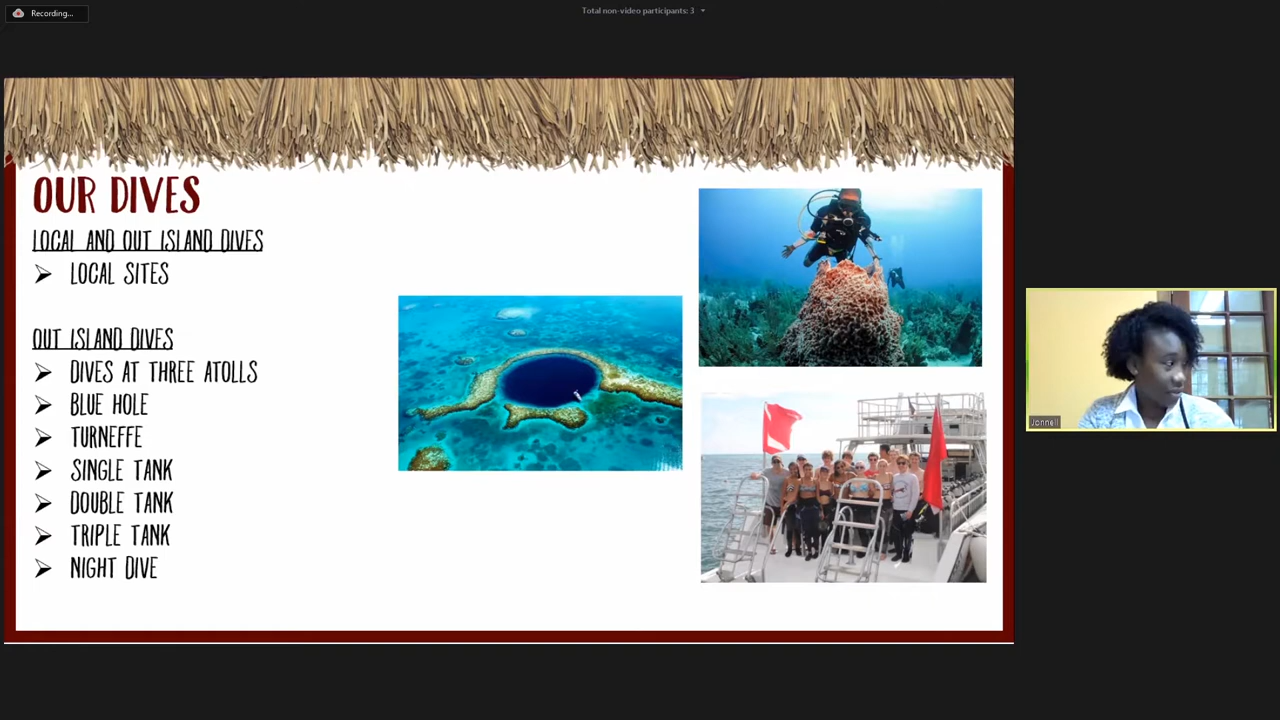 Recording...
Total non-video participants: 3
OUR DIVES
LOCAL AND OUT ISLAND DIVES
LOCAL SITES
OUT ISLAND DIVES
DIVES AT THREE ATOLLS
BLUE HOLE
TURNEFFE
SINGLE TANK
DOUBLE TANK
TRIPLE TANK
NIGHT DIVE
Jonnell